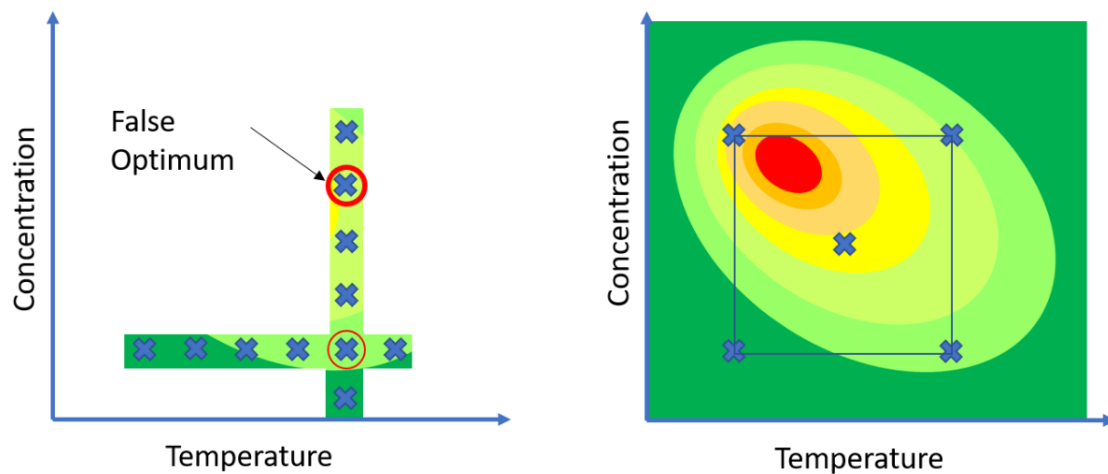 False
Optimum
Concentration
Temperature
Concentration
Temperature